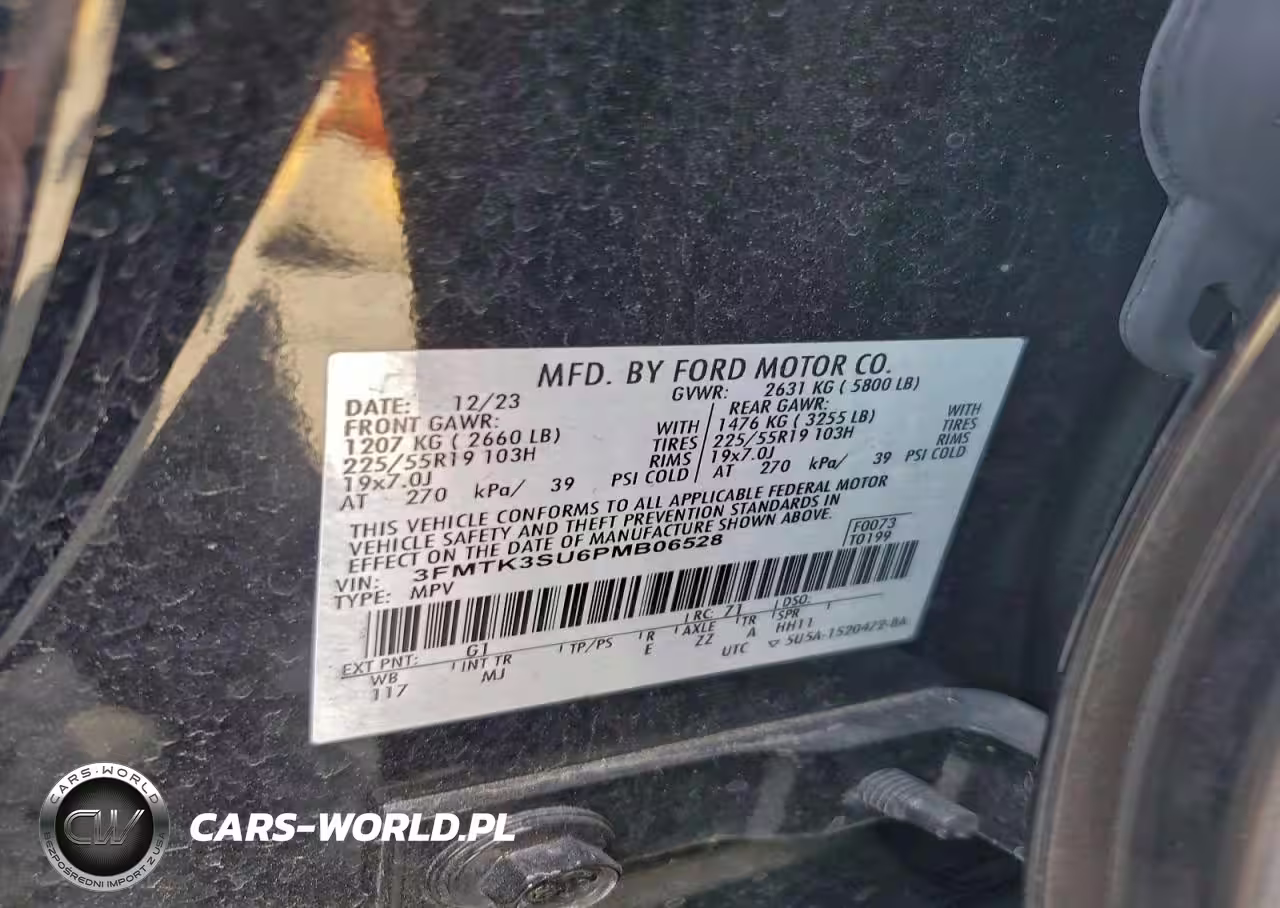 MFD. BY FORD MOTOR CO.
DATE: 12/23 GVWR: 2631 KG ( 5800 LB)
FRONT GAWR: REAR GAWR:
1207 KG ( 2660 LB) WITH 1476 KG ( 3255 LB) WITH
225/55R19 103H TIRES 225/55R19 103H TIRES
19x7.0J RIMS 19x7.0J RIMS
AT 270 kPa/ 39 PSI COLD AT 270 kPa/ 39 PSI COLD
THIS VEHICLE CONFORMS TO ALL APPLICABLE FEDERAL MOTOR
VEHICLE SAFETY AND THEFT PREVENTION STANDARDS IN
EFFECT ON THE DATE OF MANUFACTURE SHOWN ABOVE.
F0073
T0199
VIN: 3FMTK3SU6PMB06528
TYPE: MPV
EXT PNT: G1 RC: 71 DSO:
WB INT TR TP/PS R AXLE TR SPR
117 MJ E ZZ A HH11
UTC 5U5A-1520472-BA
CARS-WORLD
CW
BEZPOŚREDNI IMPORT Z USA
CARS-WORLD.PL